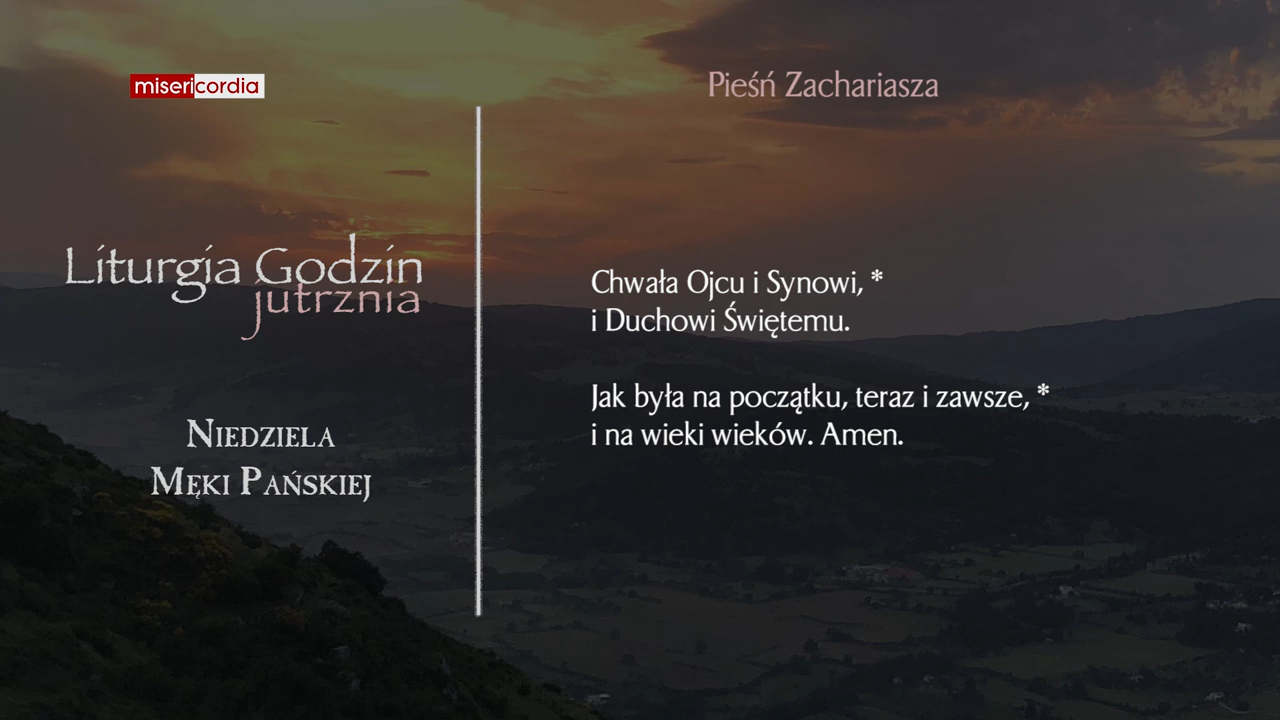 misericordia
Liturgia Godzin
jutrznia
Niedziela
Męki Pańskiej
Pieśń Zachariasza
Chwała Ojcu i Synowi, *
i Duchowi Świętemu.
Jak była na początku, teraz i zawsze, *
i na wieki wieków. Amen.